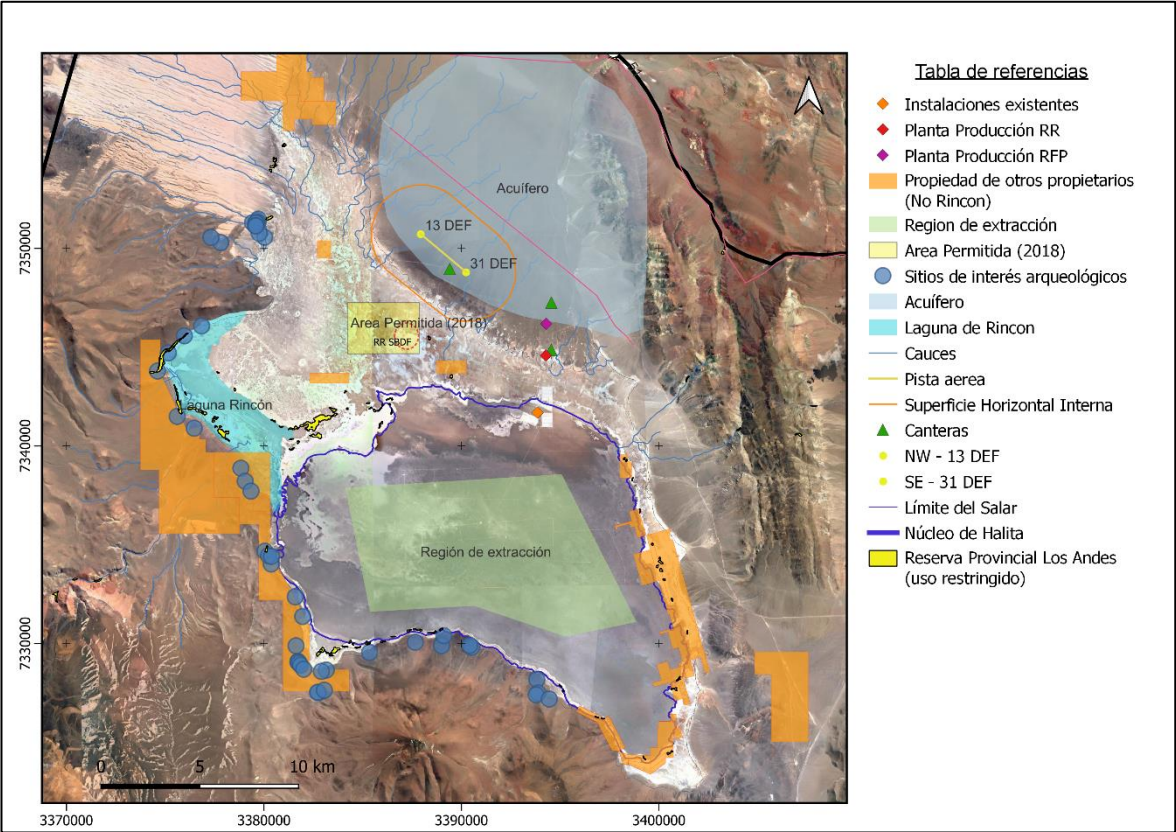 Tabla de referencias
Instalaciones existentes
Planta Producción RR
Planta Producción RFP
Propiedad de otros propietarios
(No Rincon)
Region de extracción
Area Permitida (2018)
Sitios de interés arqueológicos
Acuífero
Laguna de Rincon
Cauces
Pista aerea
Superficie Horizontal Interna
Canteras
NW - 13 DEF
SE - 31 DEF
Límite del Salar
Núcleo de Halita
Reserva Provincial Los Andes
(uso restringido)
Acuífero
13 DEF
31 DEF
Area Permitida (2018)
RR SBDF
Laguna Rincón
Región de extracción
0 5 10 km
7350000
7340000
7330000
3370000 3380000 3390000 3400000